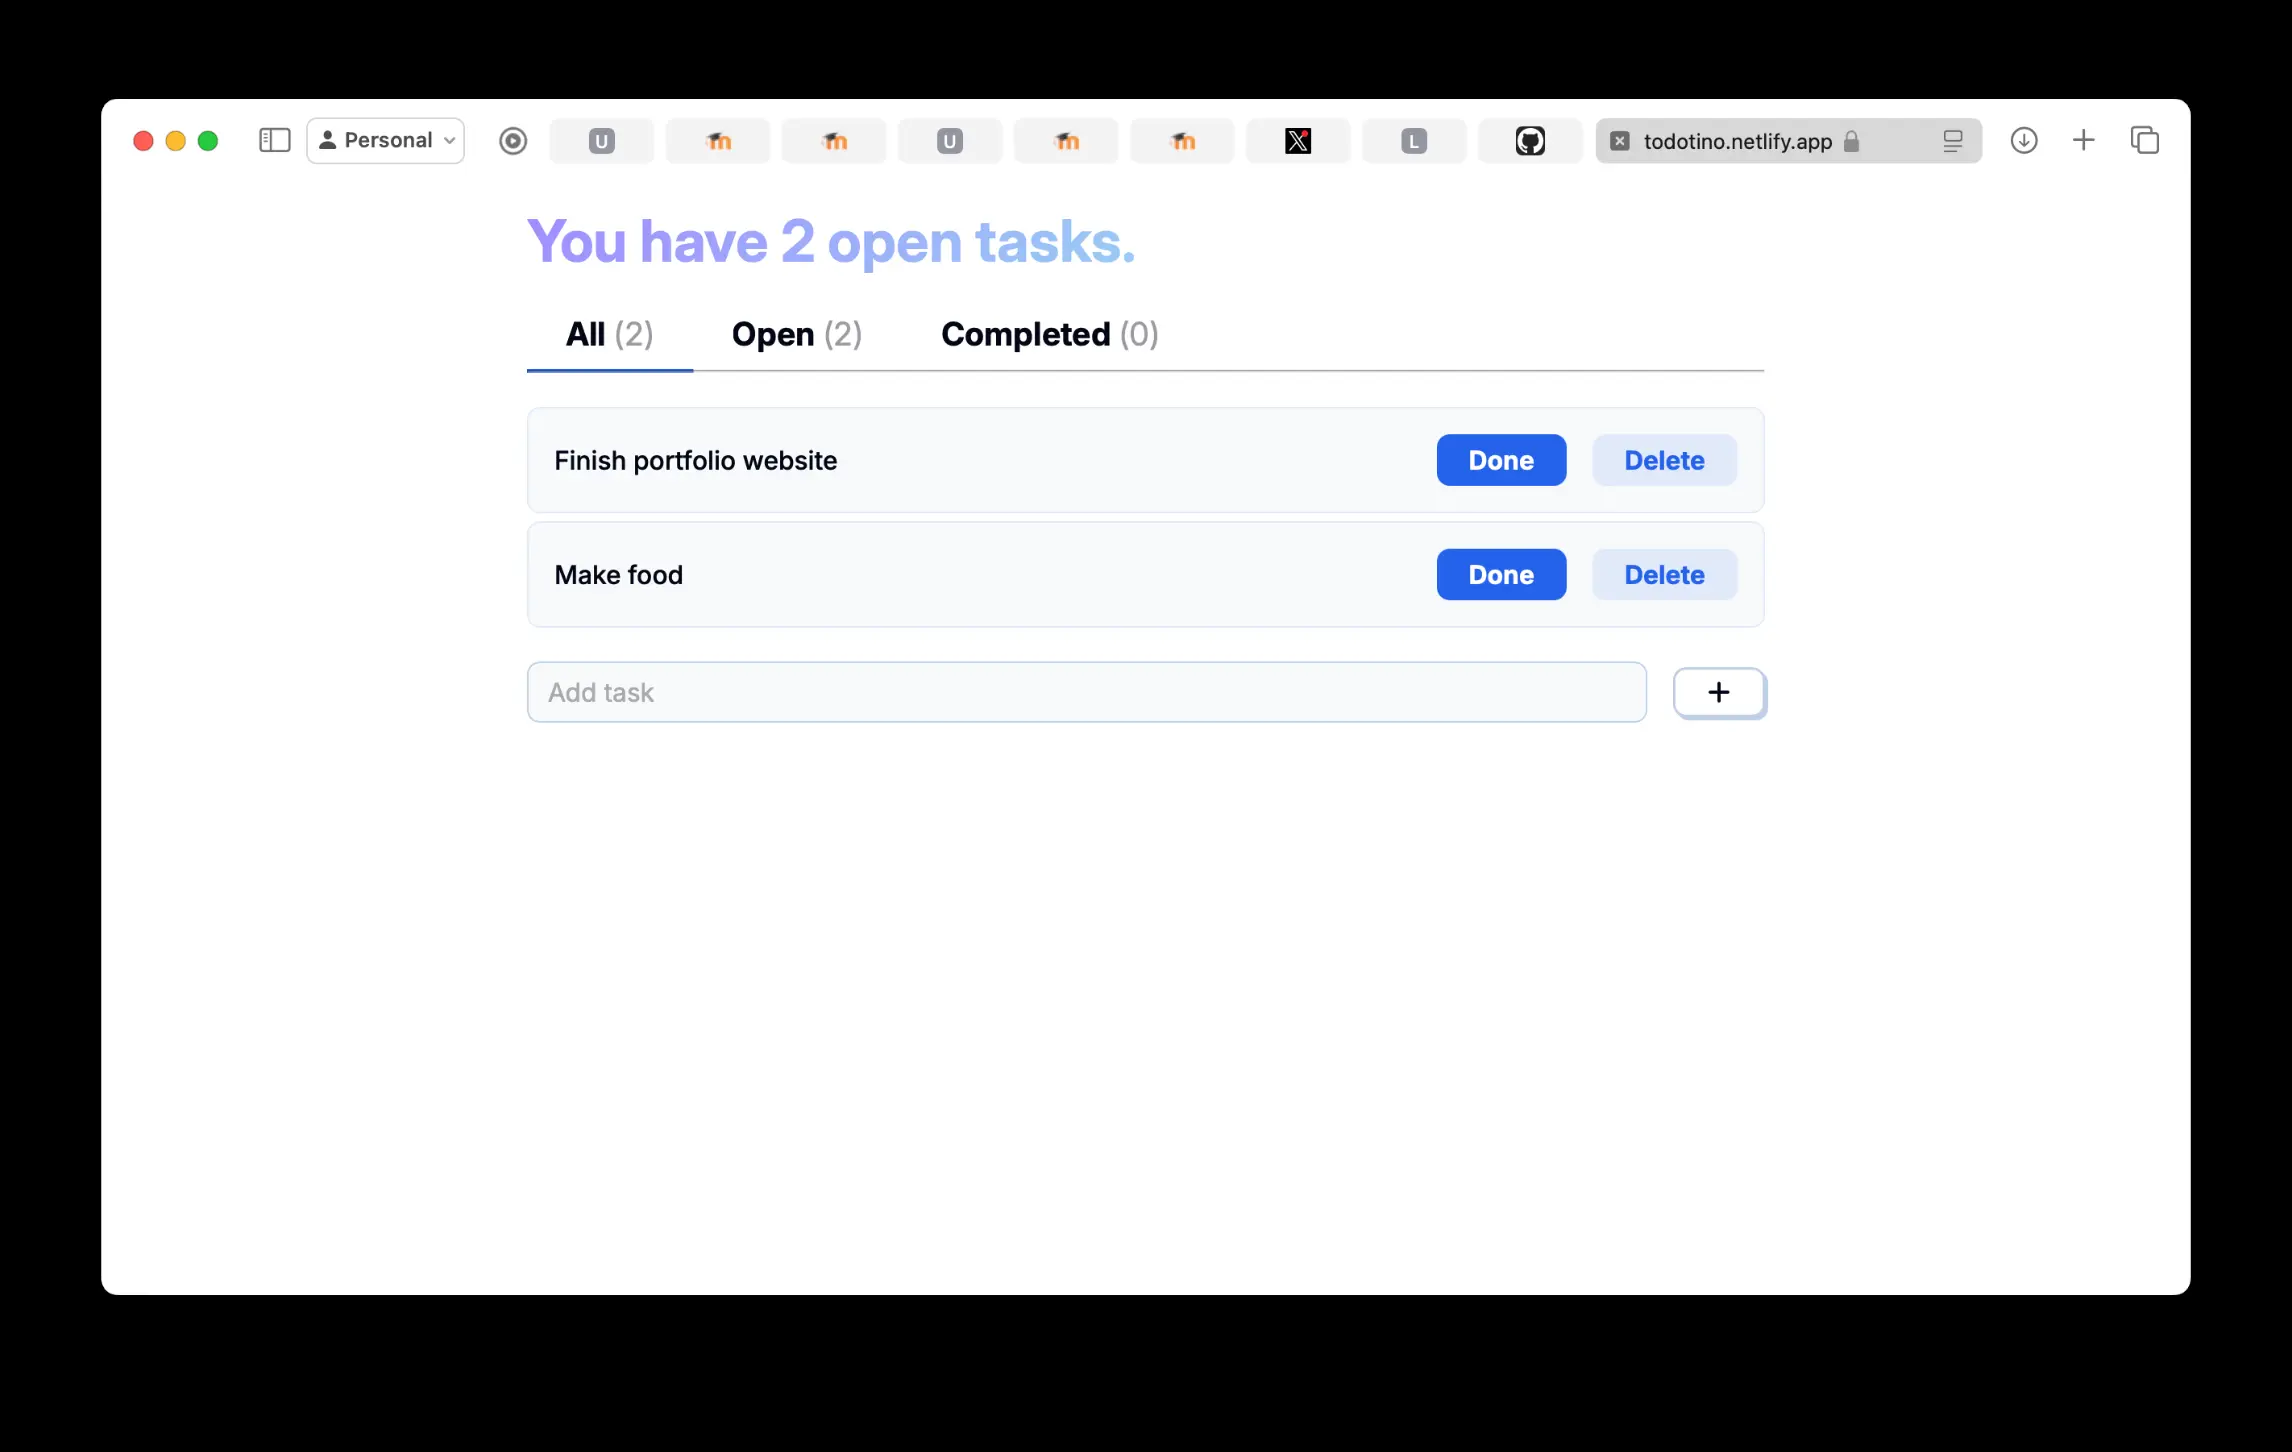 Personal
U
U
L
todotino.netlify.app
You have 2 open tasks.
All (2) Open (2) Completed (0)
Finish portfolio website Done Delete
Make food Done Delete
Add task +